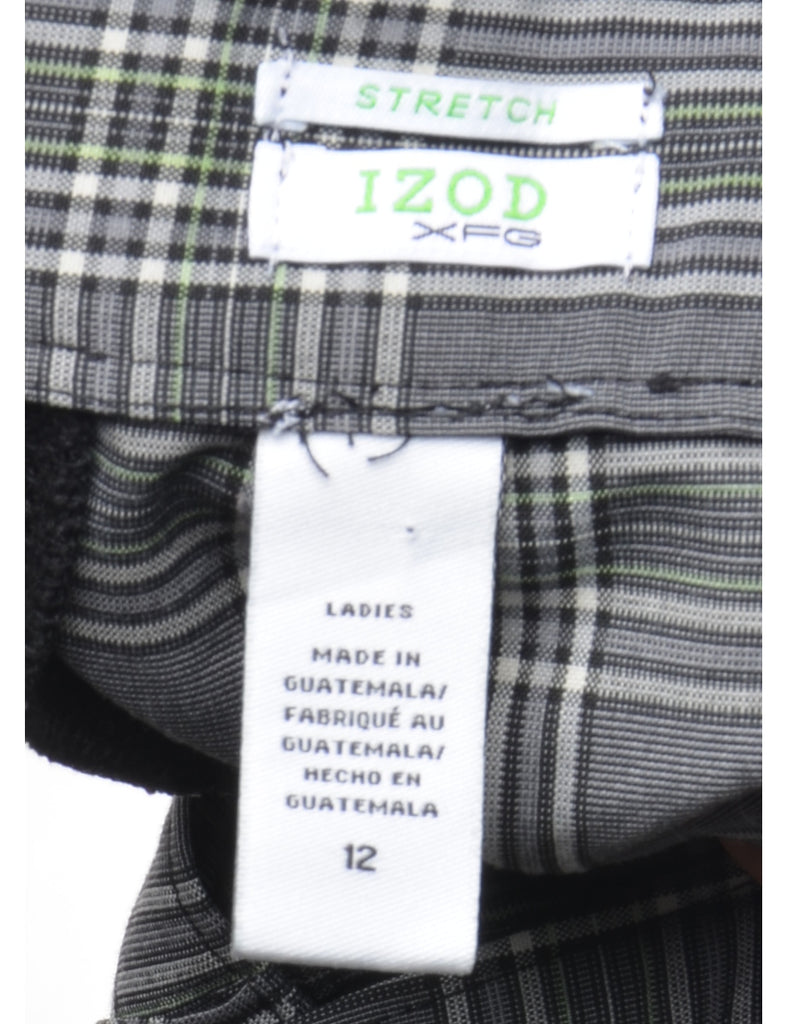 STRETCH
IZOD
XFG
LADIES
MADE IN
GUATEMALA/
FABRIQUÉ AU
GUATEMALA/
HECHO EN
GUATEMALA
12